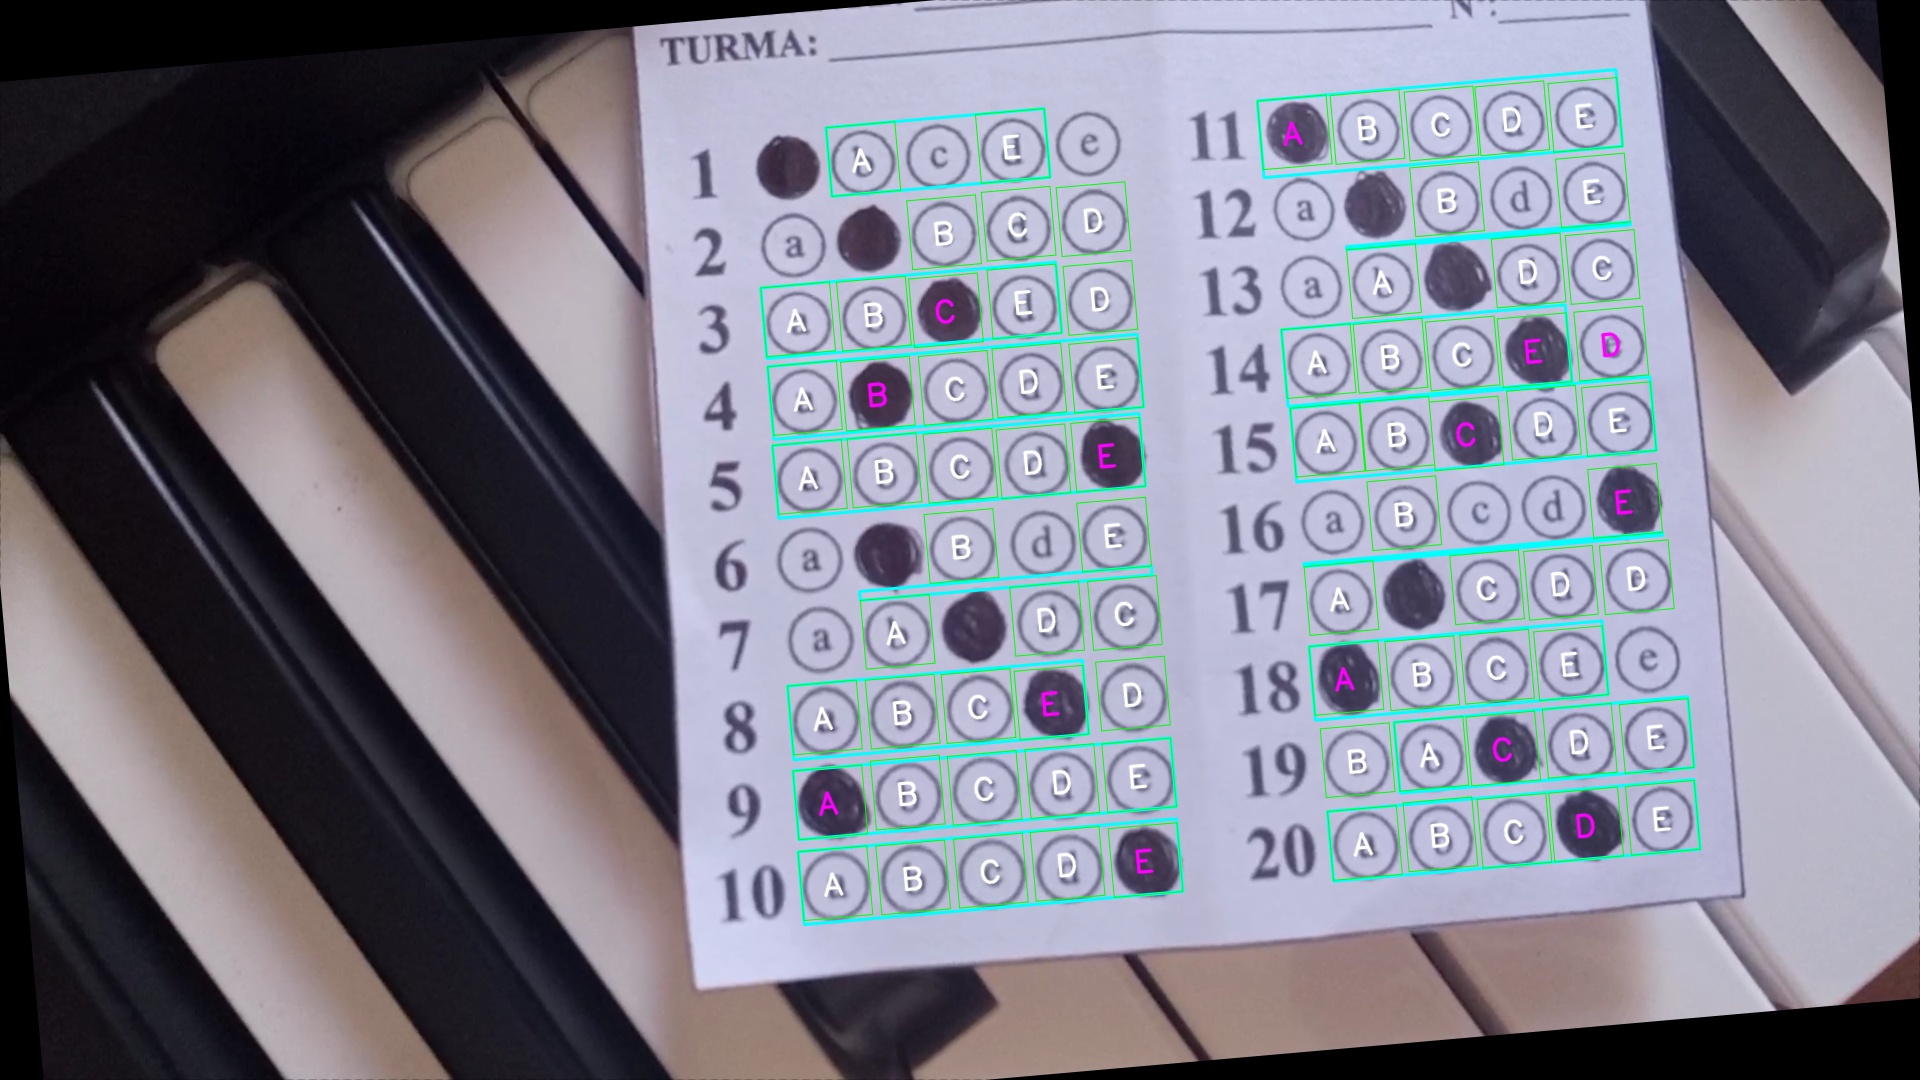 TURMA: Nº:
1 A c E e
2 a B C D
3 A B C E D
4 A B C D E
5 A B C D E
6 a B d E
7 a A D C
8 A B C E D
9 A B C D E
10 A B C D E
11 A B C D E
12 a B d E
13 a A D C
14 A B C E D
15 A B C D E
16 a B c d E
17 A C D D
18 A B C E e
19 B A C D E
20 A B C D E